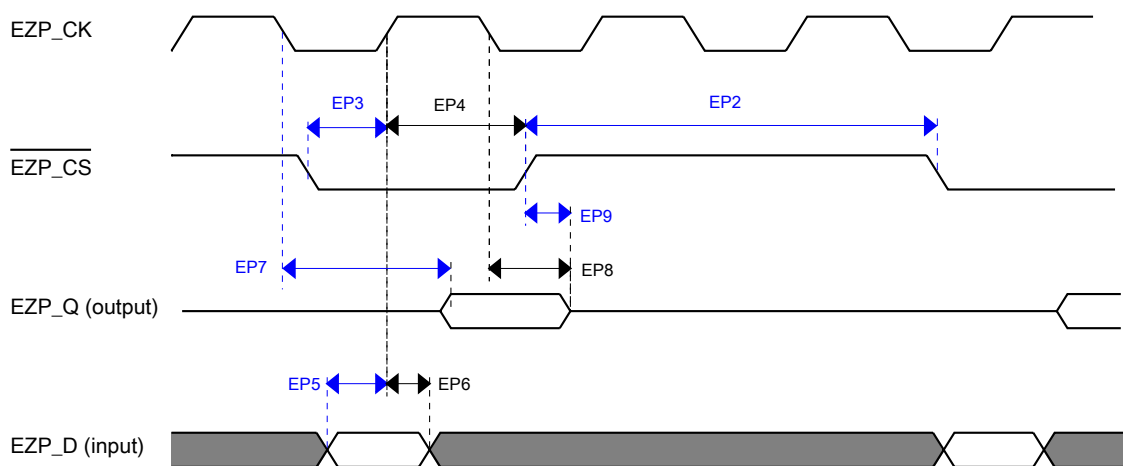 EZP_CK
EP3
EP4
EP2
EZP_CS
EP9
EP7
EP8
EZP_Q (output)
EP5
EP6
EZP_D (input)